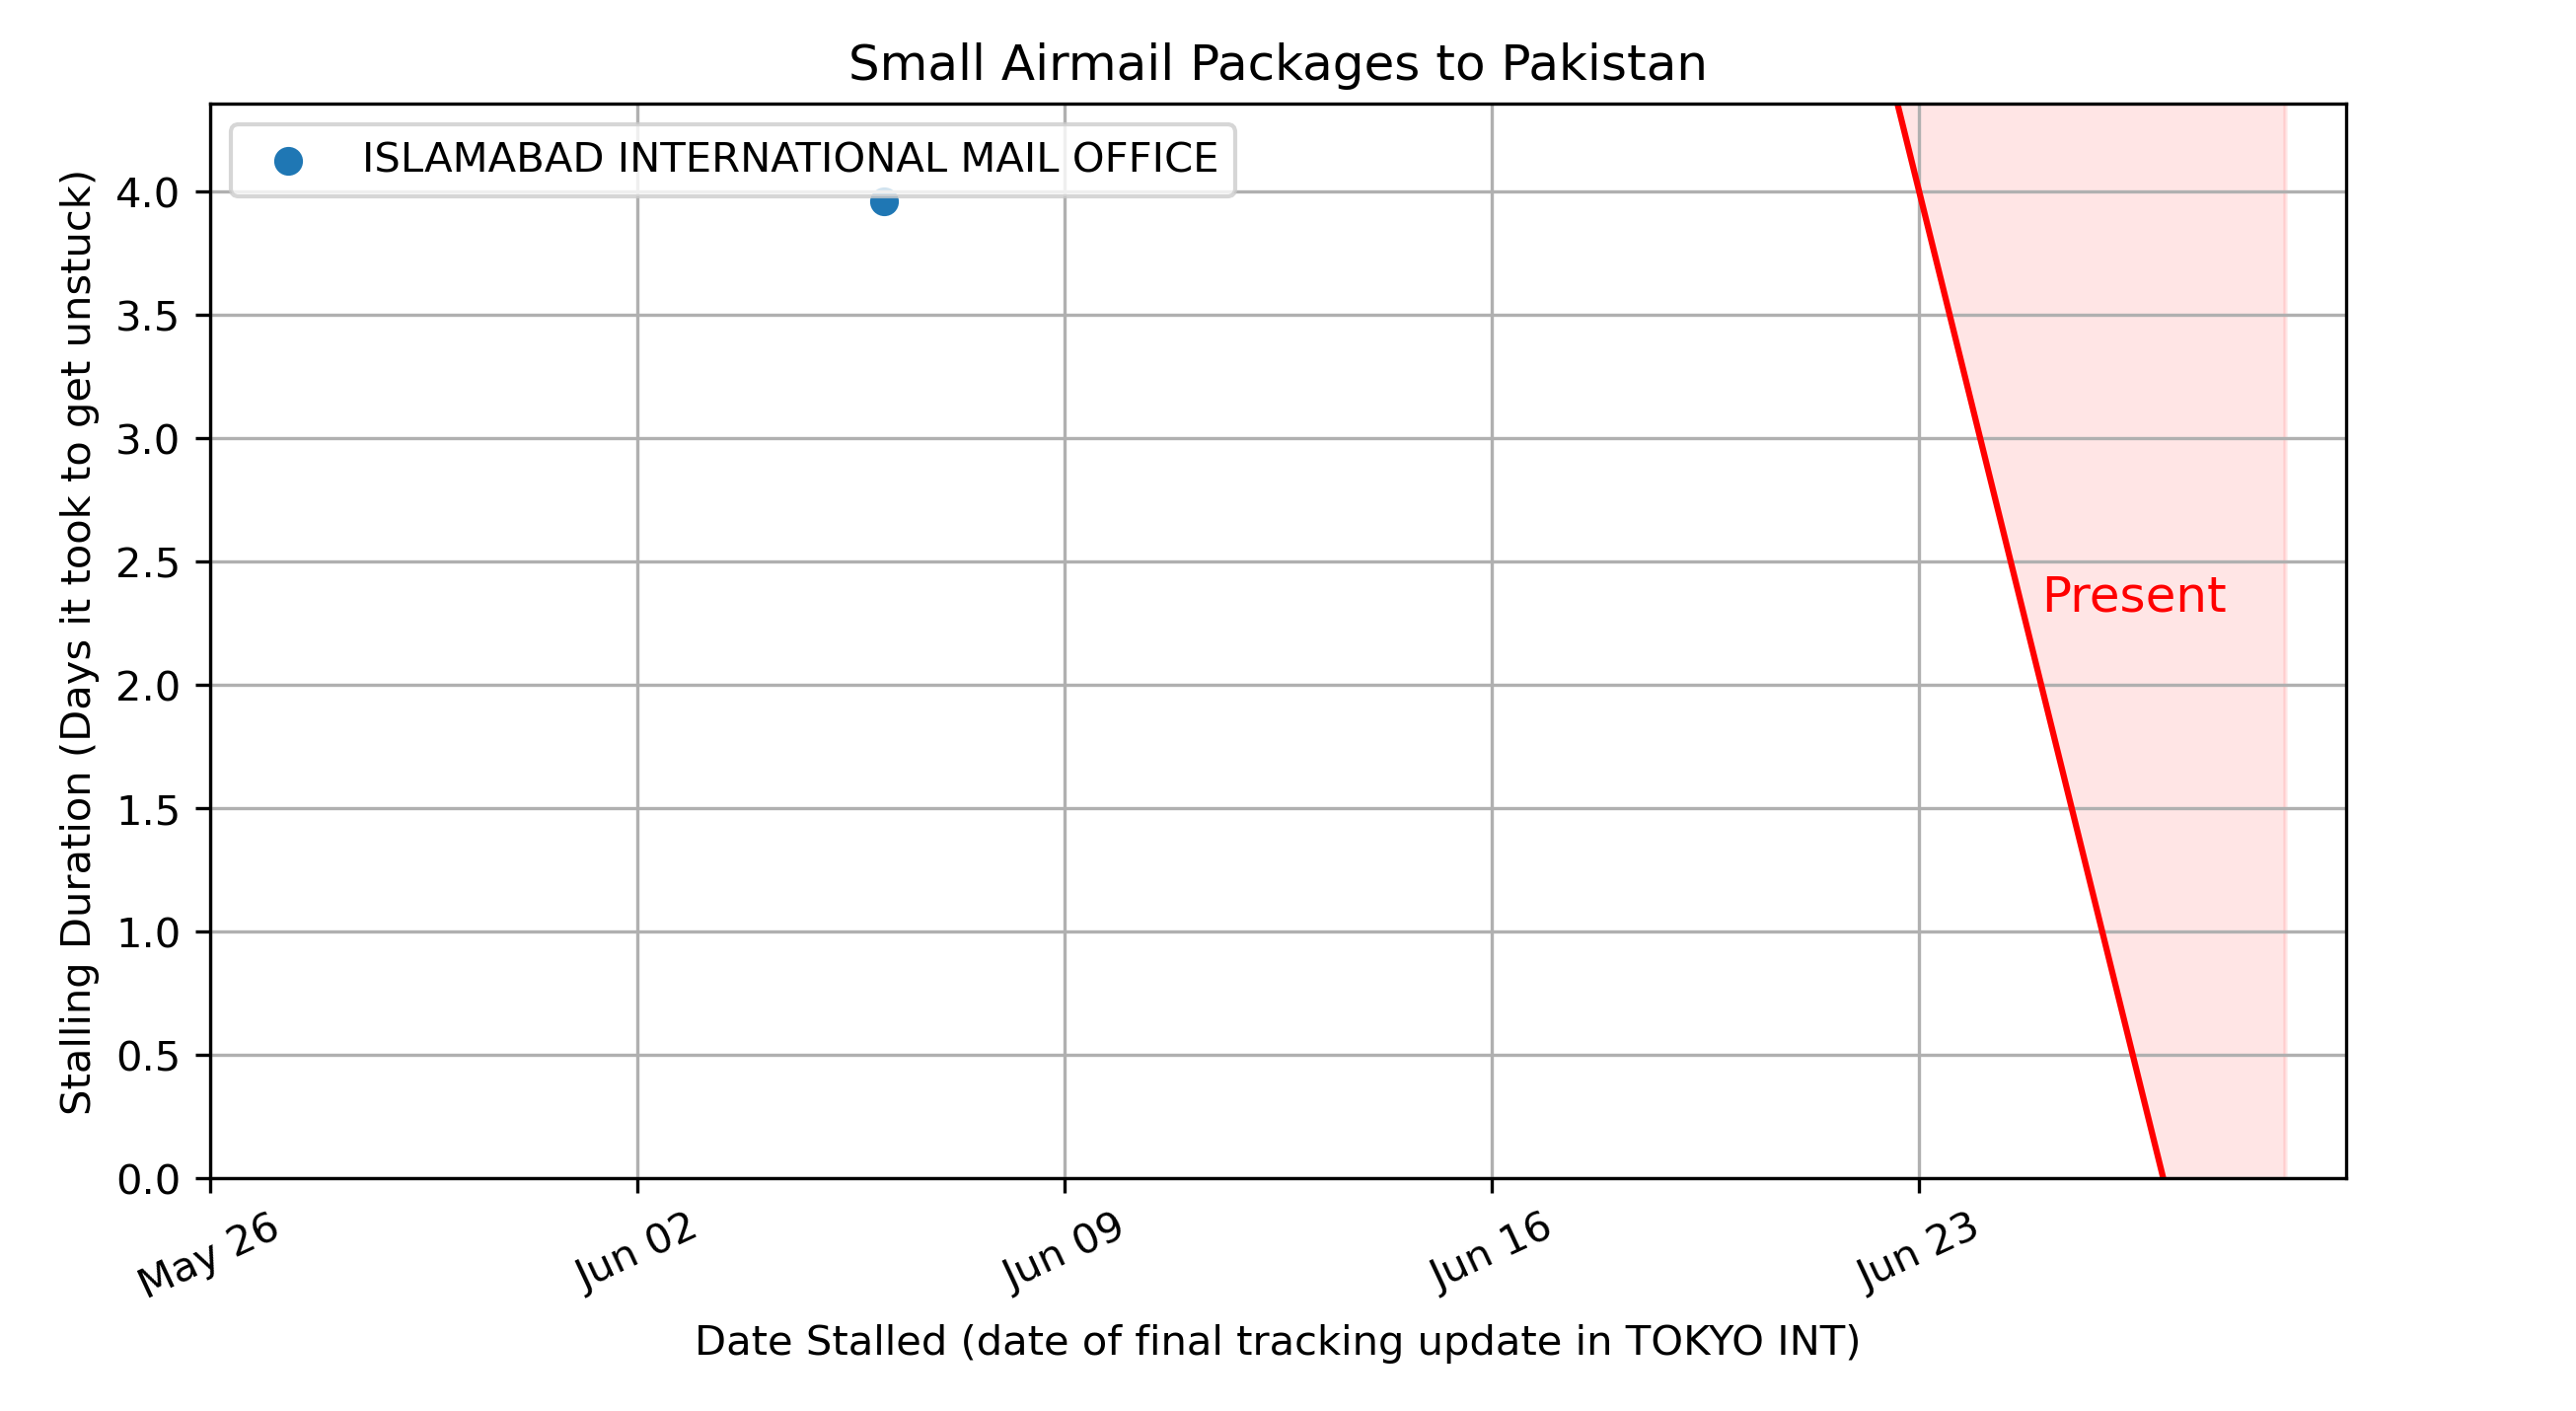 Small Airmail Packages to Pakistan
ISLAMABAD INTERNATIONAL MAIL OFFICE
Stalling Duration (Days it took to get unstuck)
4.0
3.5
3.0
2.5
2.0
1.5
1.0
0.5
0.0
Present
May 26
Jun 02
Jun 09
Jun 16
Jun 23
Date Stalled (date of final tracking update in TOKYO INT)